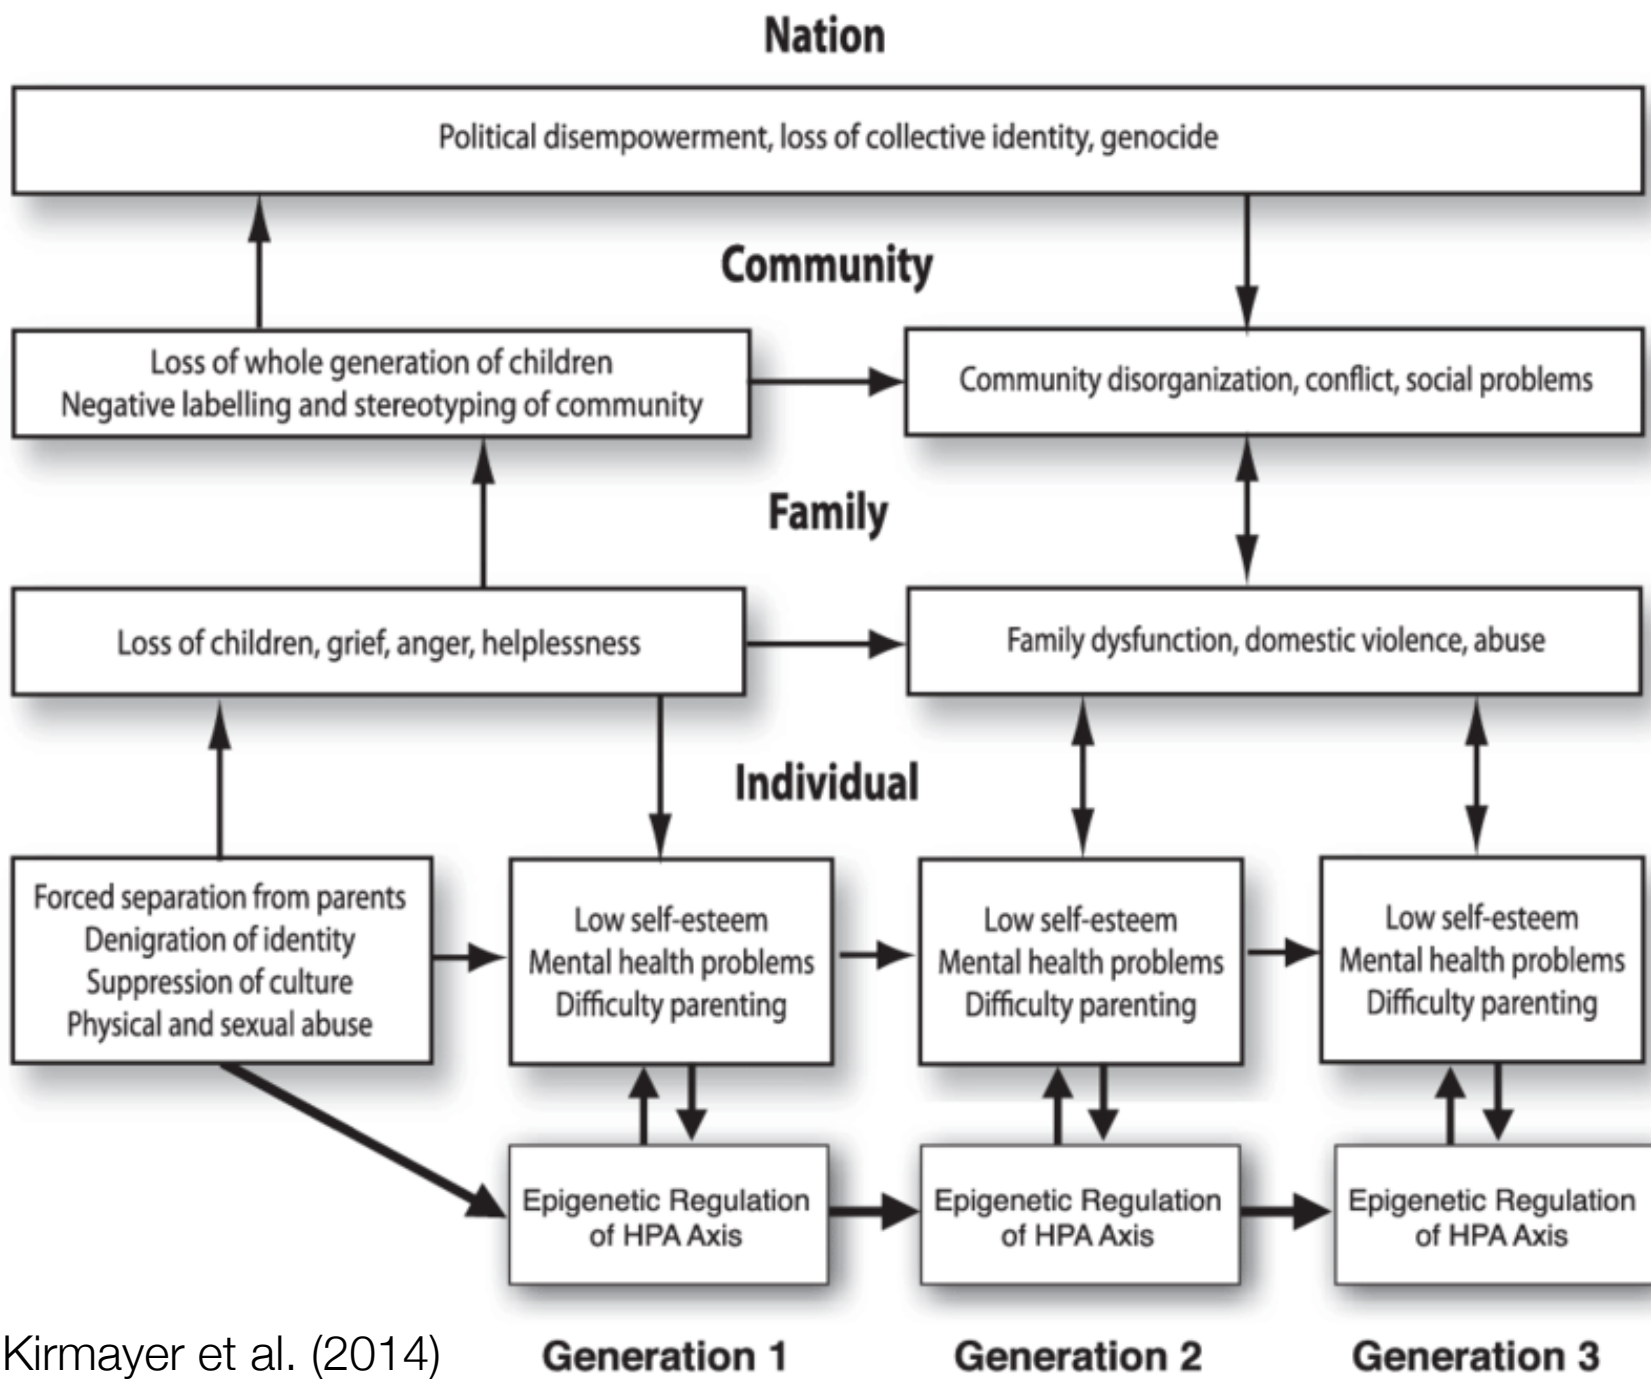 Nation
Political disempowerment, loss of collective identity, genocide
Community
Loss of whole generation of children
Negative labelling and stereotyping of community
Community disorganization, conflict, social problems
Family
Loss of children, grief, anger, helplessness
Family dysfunction, domestic violence, abuse
Individual
Forced separation from parents
Denigration of identity
Suppression of culture
Physical and sexual abuse
Low self-esteem
Mental health problems
Difficulty parenting
Low self-esteem
Mental health problems
Difficulty parenting
Low self-esteem
Mental health problems
Difficulty parenting
Epigenetic Regulation
of HPA Axis
Epigenetic Regulation
of HPA Axis
Epigenetic Regulation
of HPA Axis
Kirmayer et al. (2014)
Generation 1
Generation 2
Generation 3